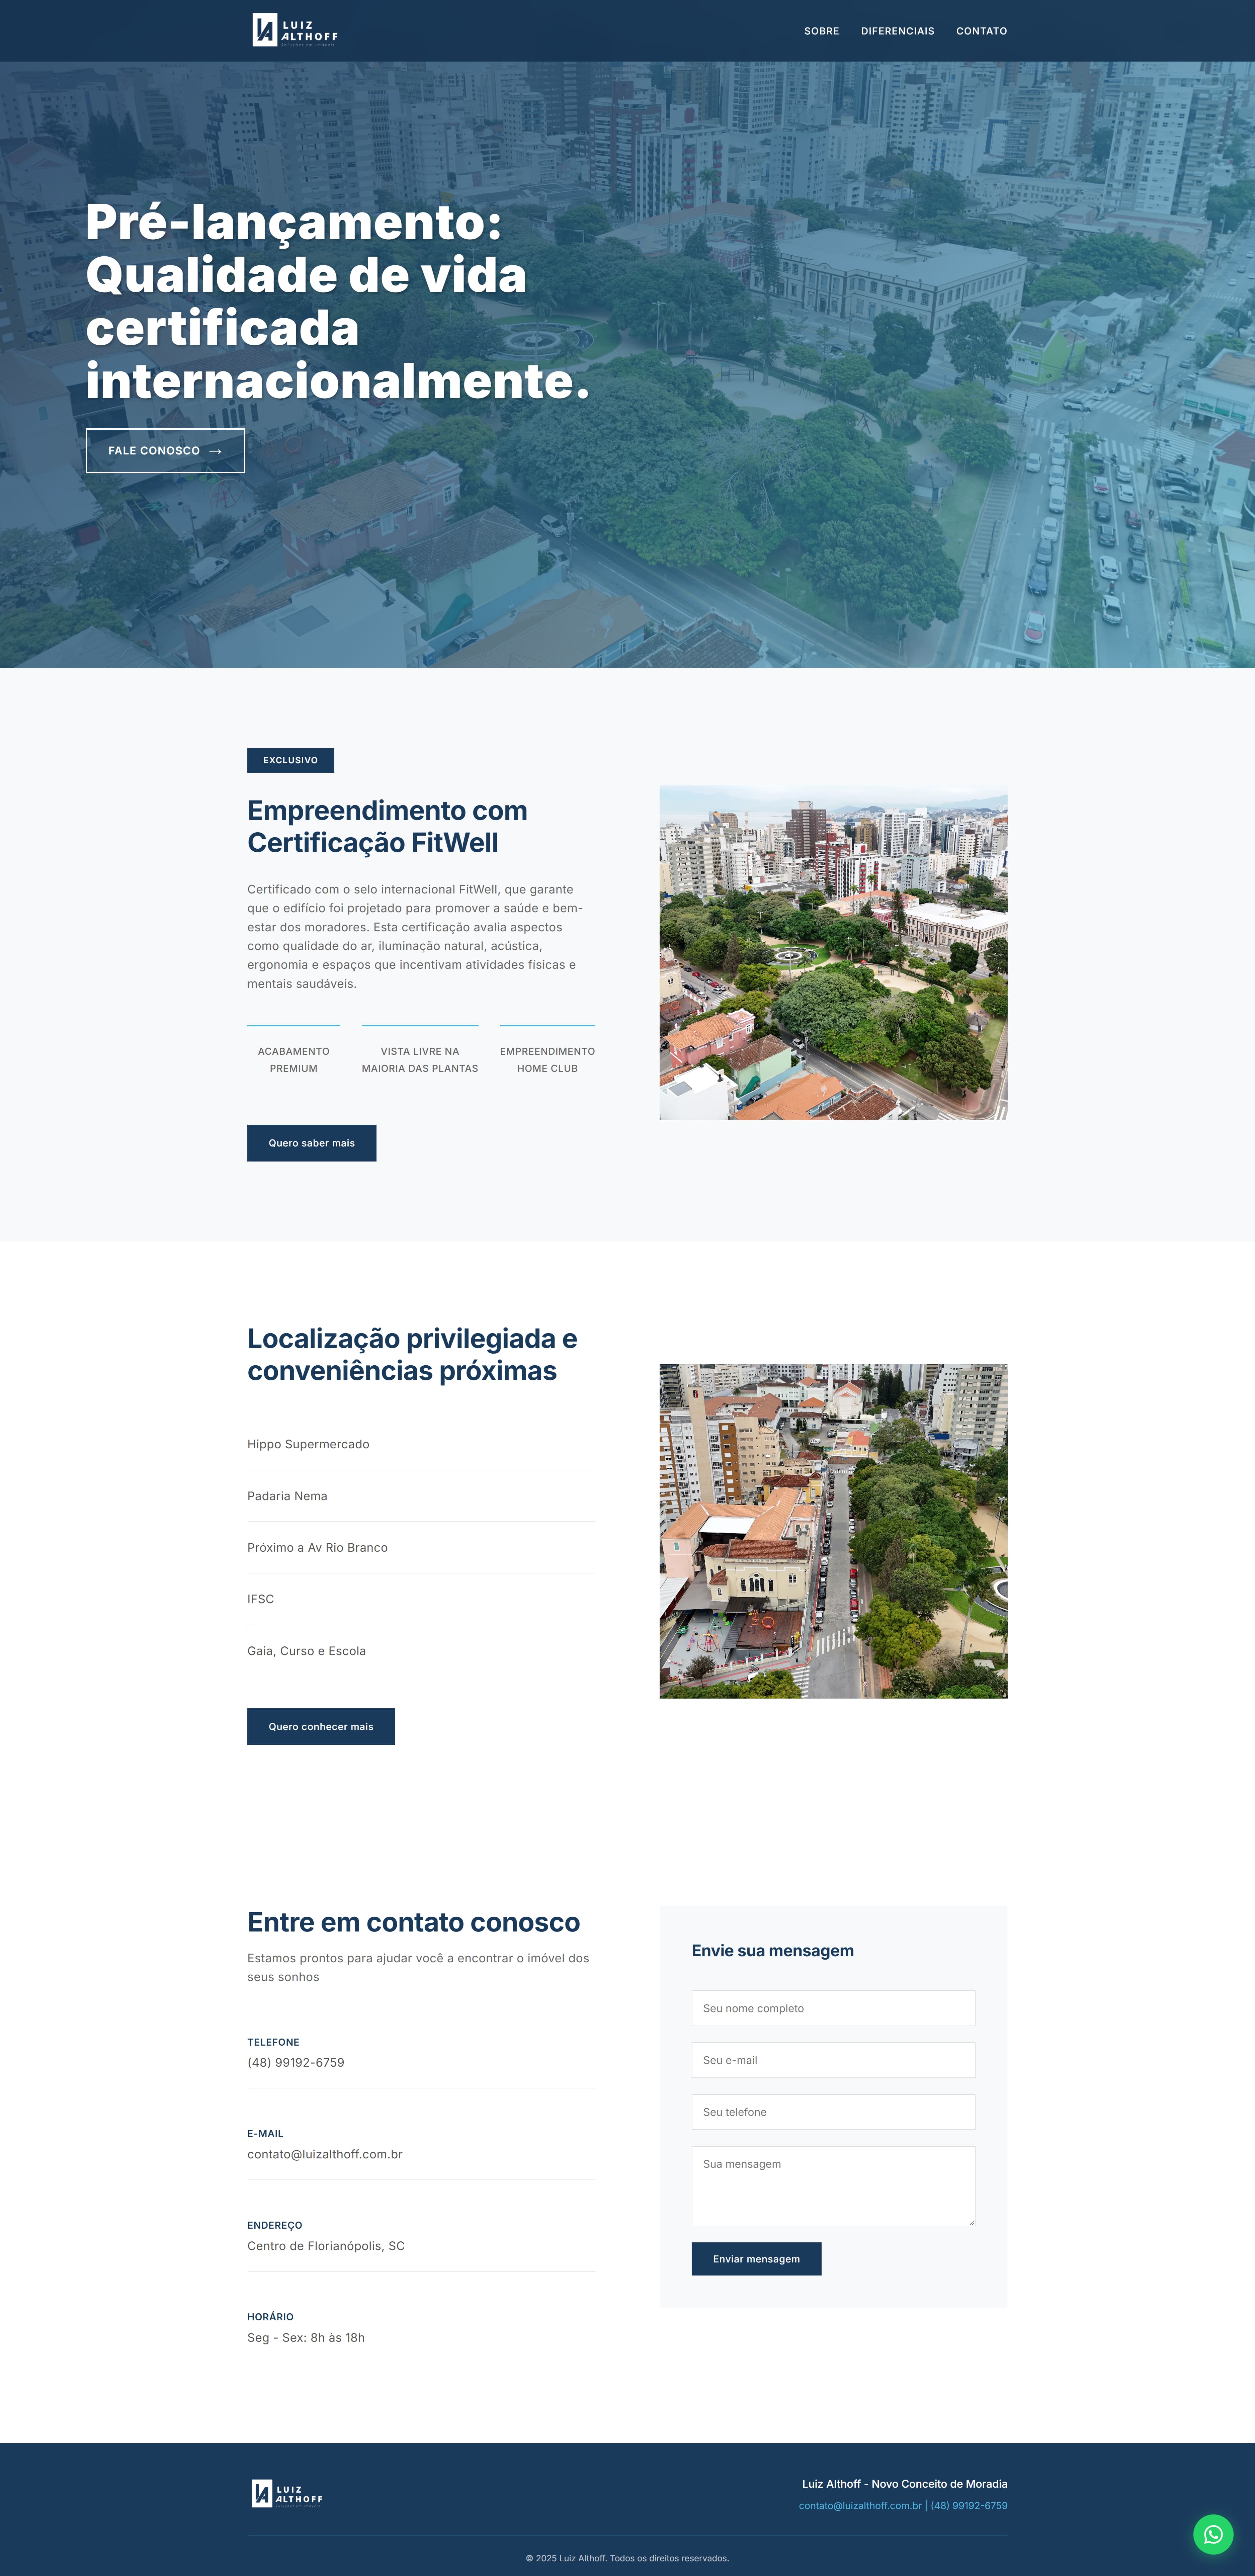 LUIZ
ALTHOFF
Soluções em imóveis
SOBRE DIFERENCIAIS CONTATO
Pré-lançamento:
Qualidade de vida
certificada
internacionalmente.
FALE CONOSCO →
EXCLUSIVO
Empreendimento com
Certificação FitWell
Certificado com o selo internacional FitWell, que garante
que o edifício foi projetado para promover a saúde e bem-
estar dos moradores. Esta certificação avalia aspectos
como qualidade do ar, iluminação natural, acústica,
ergonomia e espaços que incentivam atividades físicas e
mentais saudáveis.
ACABAMENTO
PREMIUM
VISTA LIVRE NA
MAIORIA DAS PLANTAS
EMPREENDIMENTO
HOME CLUB
Quero saber mais
Localização privilegiada e
conveniências próximas
Hippo Supermercado
Padaria Nema
Próximo a Av Rio Branco
IFSC
Gaia, Curso e Escola
Quero conhecer mais
Entre em contato conosco
Estamos prontos para ajudar você a encontrar o imóvel dos
seus sonhos
TELEFONE
(48) 99192-6759
E-MAIL
contato@luizalthoff.com.br
ENDEREÇO
Centro de Florianópolis, SC
HORÁRIO
Seg - Sex: 8h às 18h
Envie sua mensagem
Seu nome completo
Seu e-mail
Seu telefone
Sua mensagem
Enviar mensagem
LUIZ
ALTHOFF
Soluções em imóveis
Luiz Althoff - Novo Conceito de Moradia
contato@luizalthoff.com.br | (48) 99192-6759
© 2025 Luiz Althoff. Todos os direitos reservados.